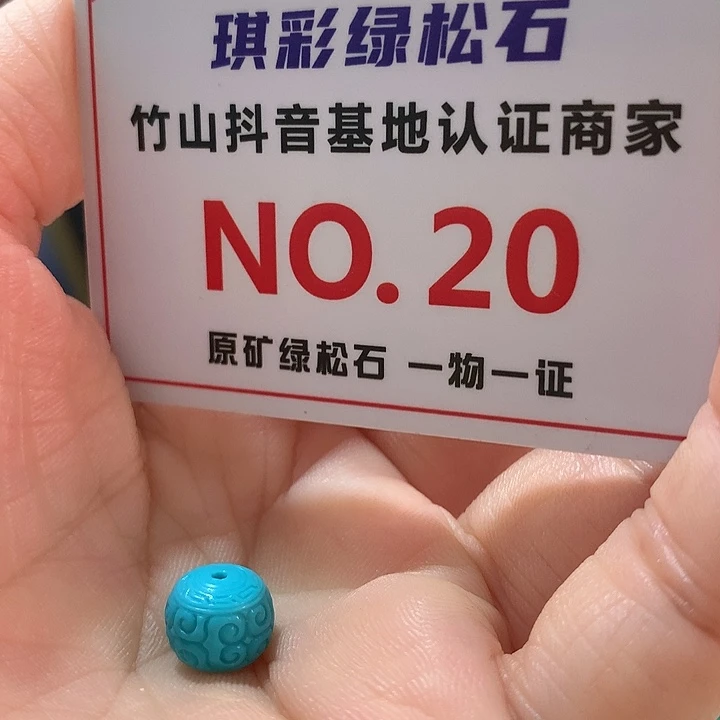 琪彩绿松石
竹山抖音基地认证商家
NO.20
原矿绿松石 一物一证